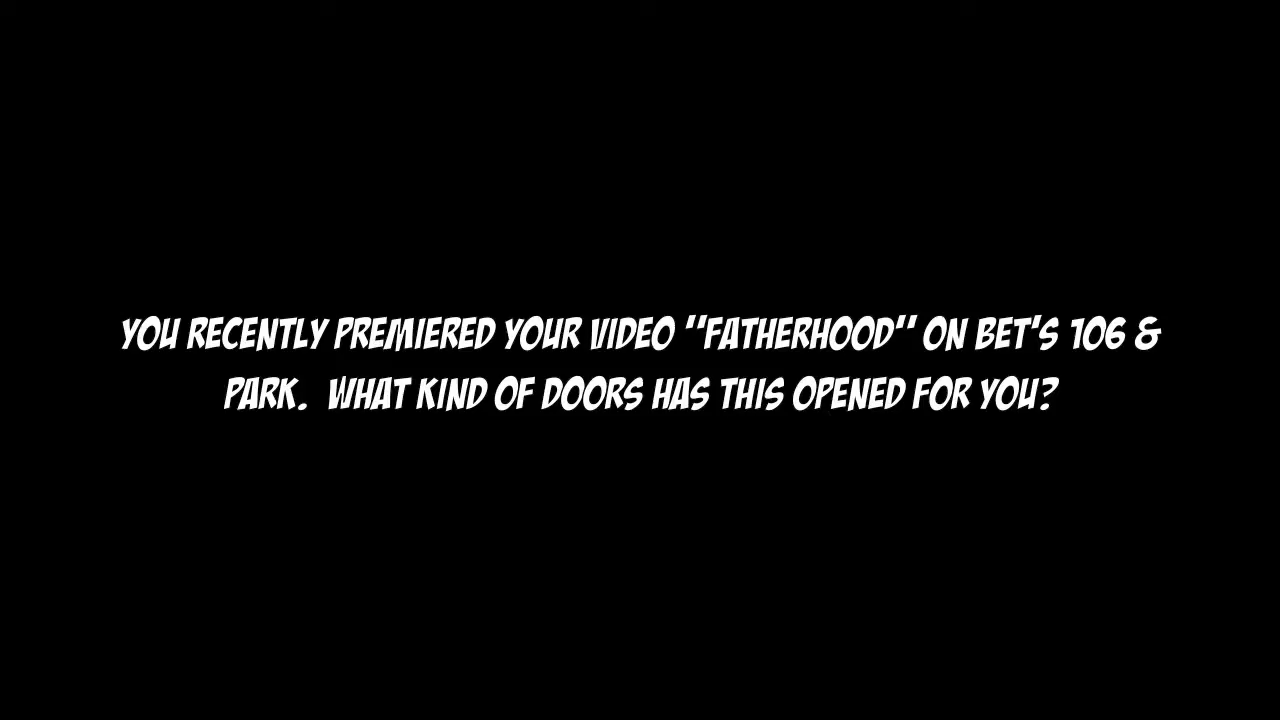 YOU RECENTLY PREMIERED YOUR VIDEO "FATHERHOOD" ON BET'S 106 &
PARK.  WHAT KIND OF DOORS HAS THIS OPENED FOR YOU?